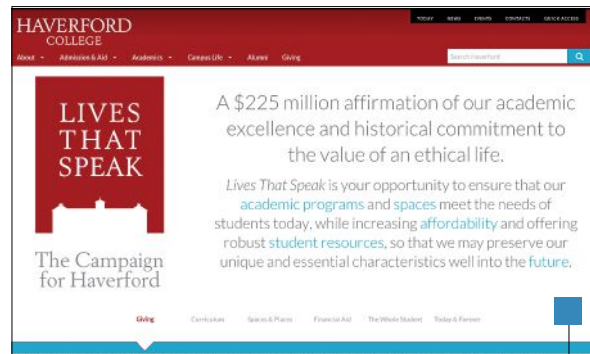 HAVERFORD
COLLEGE
TODAY NEWS EVENTS CONTACTS QUICK ACCESS
About Admission & Aid Academics Campus Life Alumni Giving
Search Haverford
LIVES
THAT
SPEAK
The Campaign
for Haverford
A $225 million affirmation of our academic
excellence and historical commitment to
the value of an ethical life.
Lives That Speak is your opportunity to ensure that our
academic programs and spaces meet the needs of
students today, while increasing affordability and offering
robust student resources, so that we may preserve our
unique and essential characteristics well into the future.
Giving Curriculum Spaces & Places Financial Aid The Whole Student Today & Forever